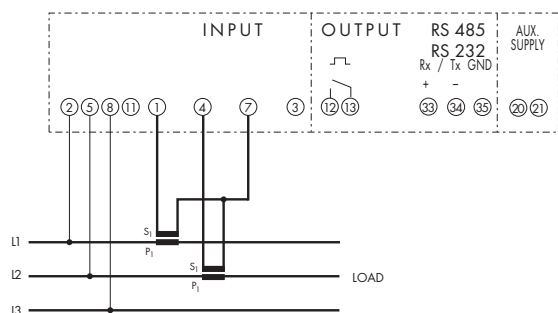 INPUT OUTPUT RS 485 AUX.
RS 232 SUPPLY
Rx / Tx GND
+ −
2 5 8 11 1 4 7 3 12 13 33 34 35 20 21
S1
L1
P1
S1
L2 LOAD
P1
L3